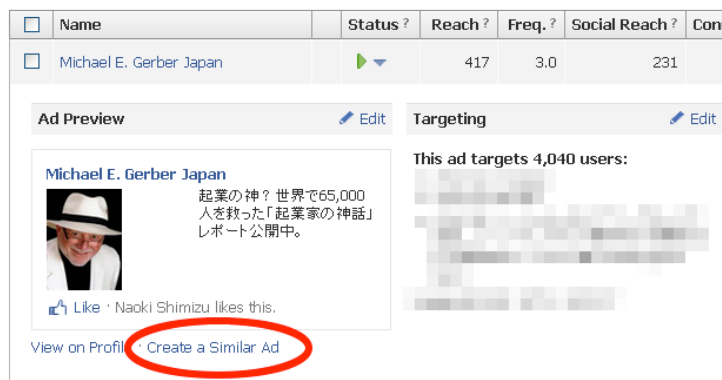 Name Status ? Reach ? Freq. ? Social Reach ? Con
Michael E. Gerber Japan 417 3.0 231
Ad Preview Edit Targeting Edit
This ad targets 4,040 users:
Michael E. Gerber Japan
起業の神？世界で65,000
人を救った「起業家の神話」
レポート公開中。
Like · Naoki Shimizu likes this.
View on Profil · Create a Similar Ad